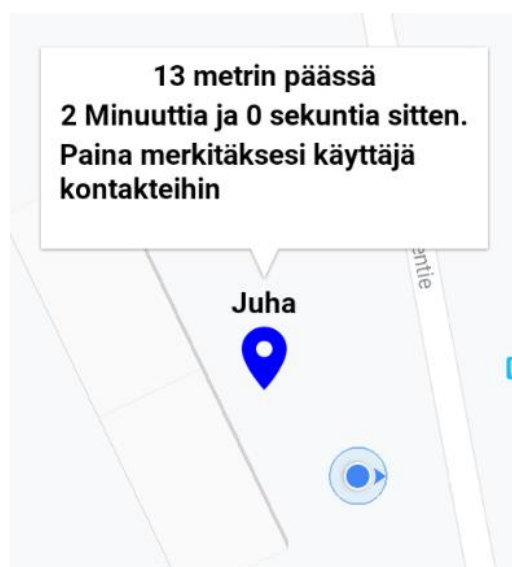 13 metrin päässä
2 Minuuttia ja 0 sekuntia sitten.
Paina merkitäksesi käyttäjä
kontakteihin
Juha